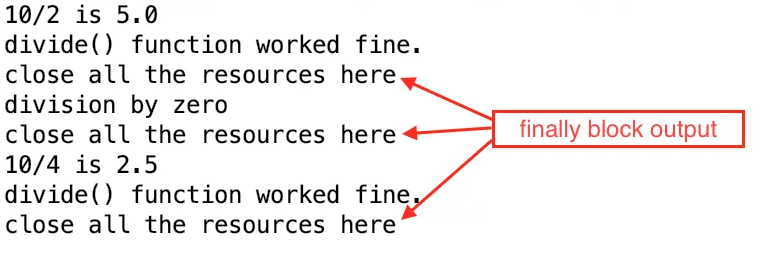 10/2 is 5.0
divide() function worked fine.
close all the resources here
division by zero
close all the resources here
10/4 is 2.5
divide() function worked fine.
close all the resources here
finally block output